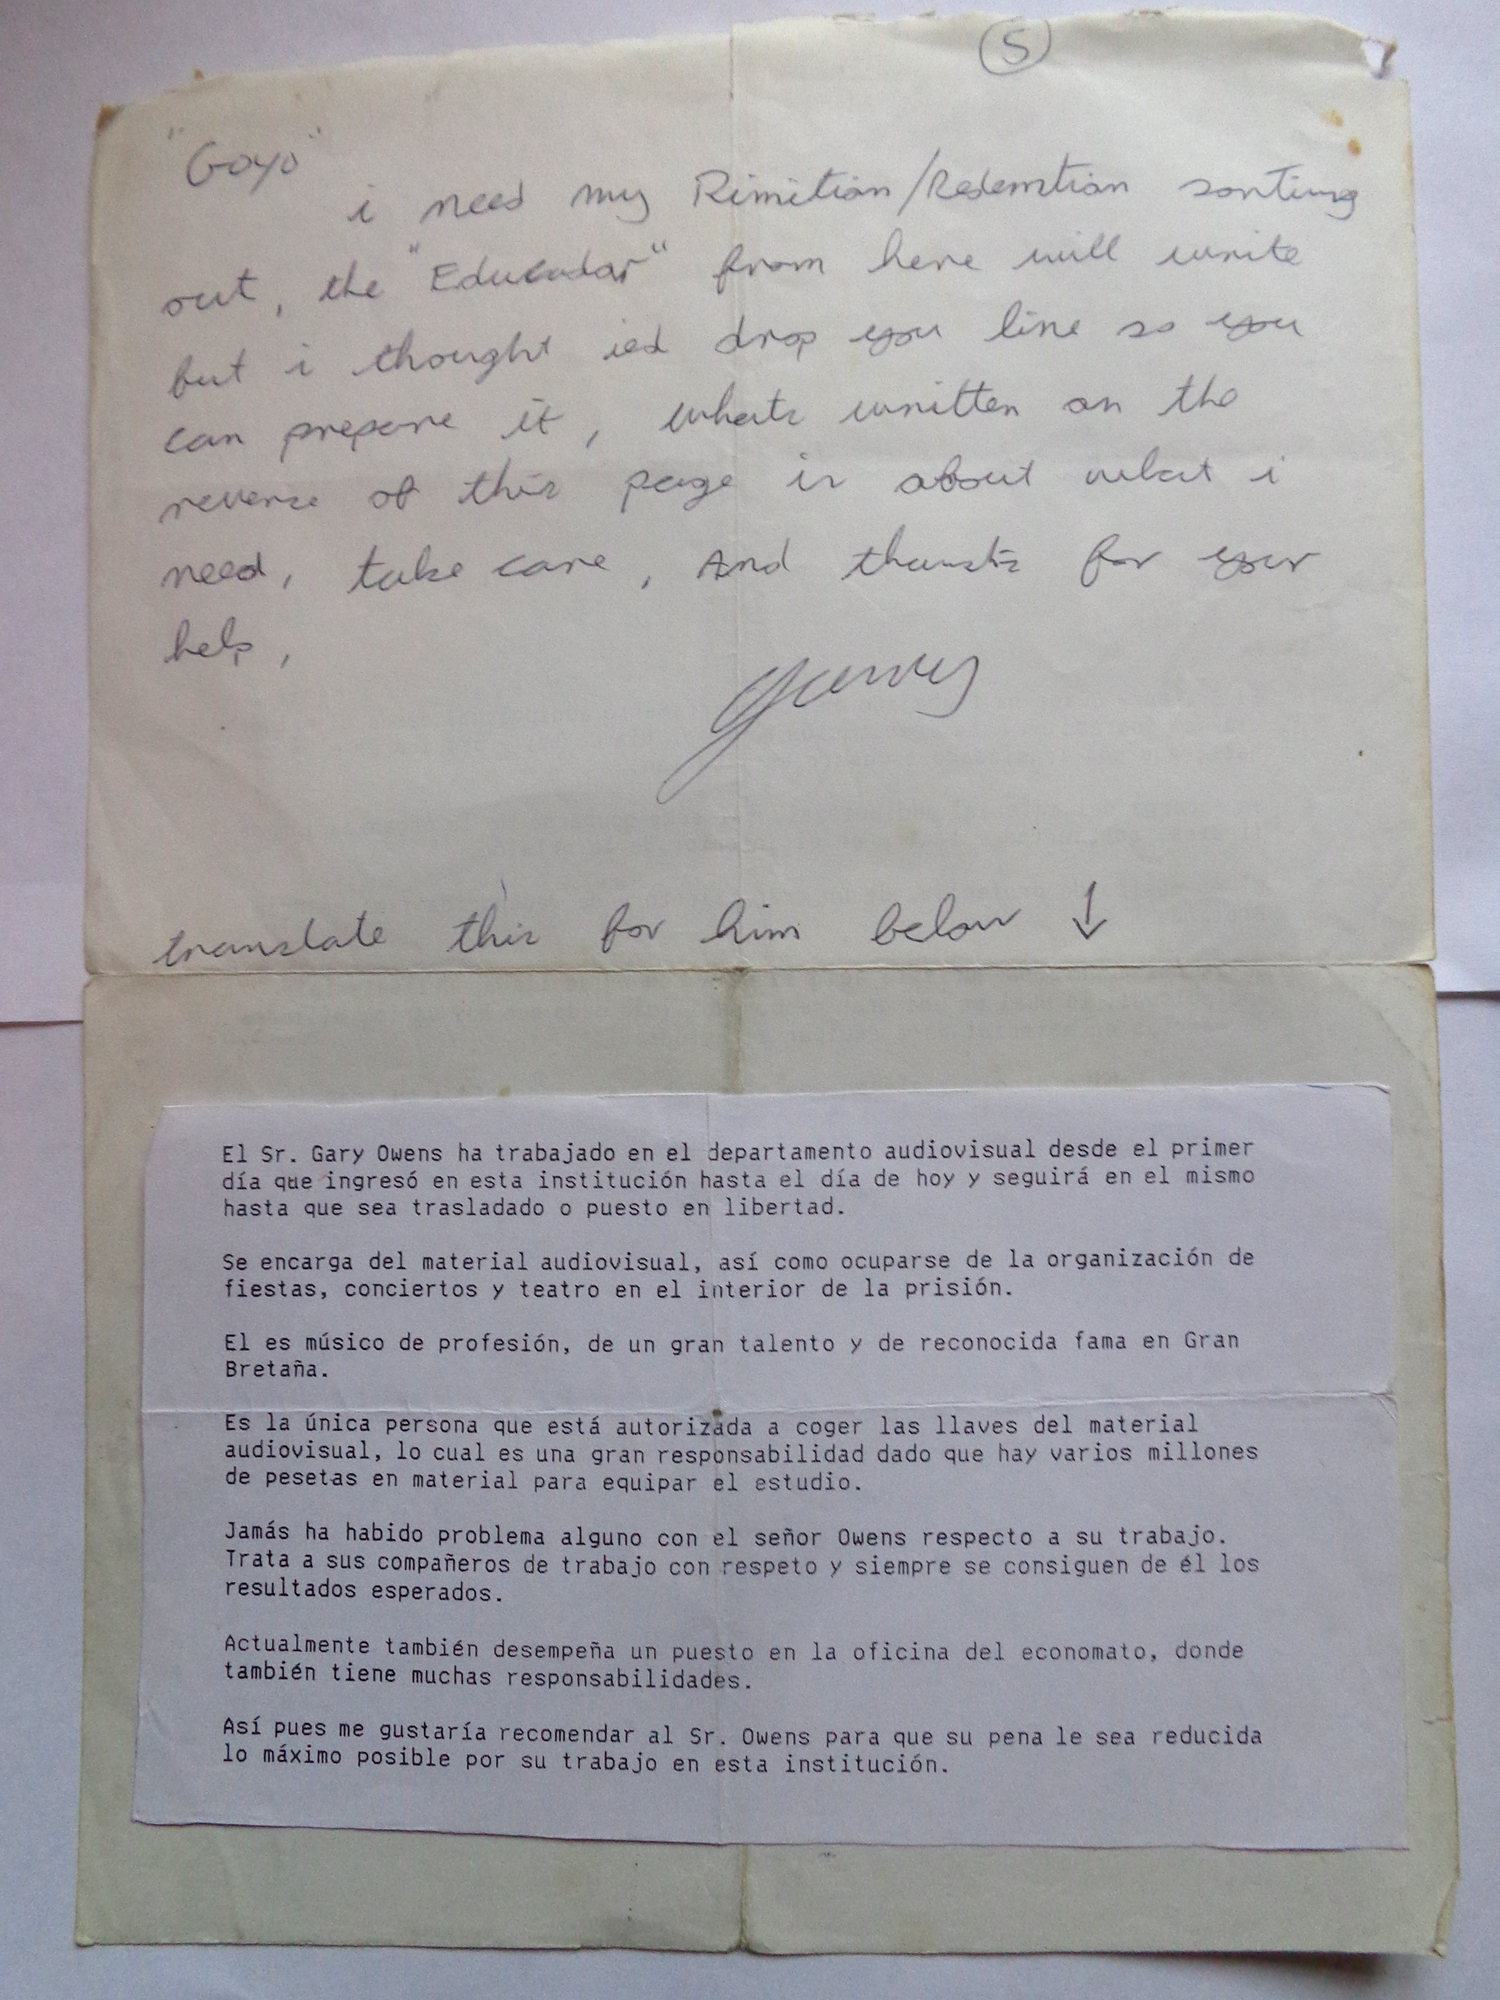 5
"Goyo"
i need my Rimitian/Redemtian sorting
out, the "Educadar" from here will write
but i thought ied drop you line so you
can prepare it, whats written on the
reverse of this page is about what i
need, take care, And thanks for your
help,
Gary
translate this for him below ↓
El Sr. Gary Owens ha trabajado en el departamento audiovisual desde el primer
día que ingresó en esta institución hasta el día de hoy y seguirá en el mismo
hasta que sea trasladado o puesto en libertad.
Se encarga del material audiovisual, así como ocuparse de la organización de
fiestas, conciertos y teatro en el interior de la prisión.
El es músico de profesión, de un gran talento y de reconocida fama en Gran
Bretaña.
Es la única persona que está autorizada a coger las llaves del material
audiovisual, lo cual es una gran responsabilidad dado que hay varios millones
de pesetas en material para equipar el estudio.
Jamás ha habido problema alguno con el señor Owens respecto a su trabajo.
Trata a sus compañeros de trabajo con respeto y siempre se consiguen de él los
resultados esperados.
Actualmente también desempeña un puesto en la oficina del economato, donde
también tiene muchas responsabilidades.
Así pues me gustaría recomendar al Sr. Owens para que su pena le sea reducida
lo máximo posible por su trabajo en esta institución.